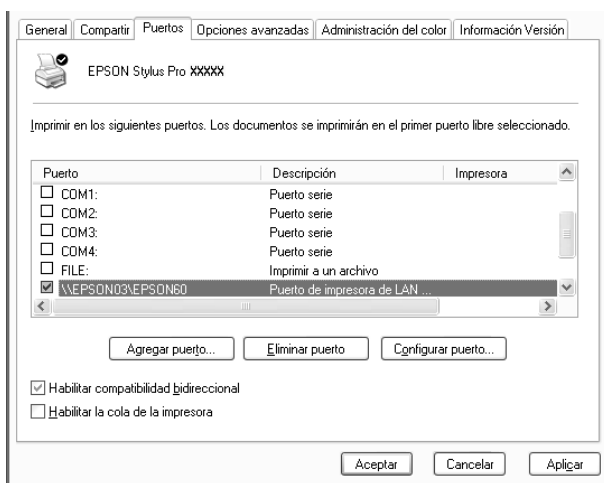 General Compartir Puertos Opciones avanzadas Administración del color Información Versión
EPSON Stylus Pro XXXXX
Imprimir en los siguientes puertos. Los documentos se imprimirán en el primer puerto libre seleccionado.
Puerto Descripción Impresora
COM1: Puerto serie
COM2: Puerto serie
COM3: Puerto serie
COM4: Puerto serie
FILE: Imprimir a un archivo
\\EPSON03\EPSON60 Puerto de impresora de LAN ...
Agregar puerto... Eliminar puerto Configurar puerto...
Habilitar compatibilidad bidireccional
Habilitar la cola de la impresora
Aceptar Cancelar Aplicar